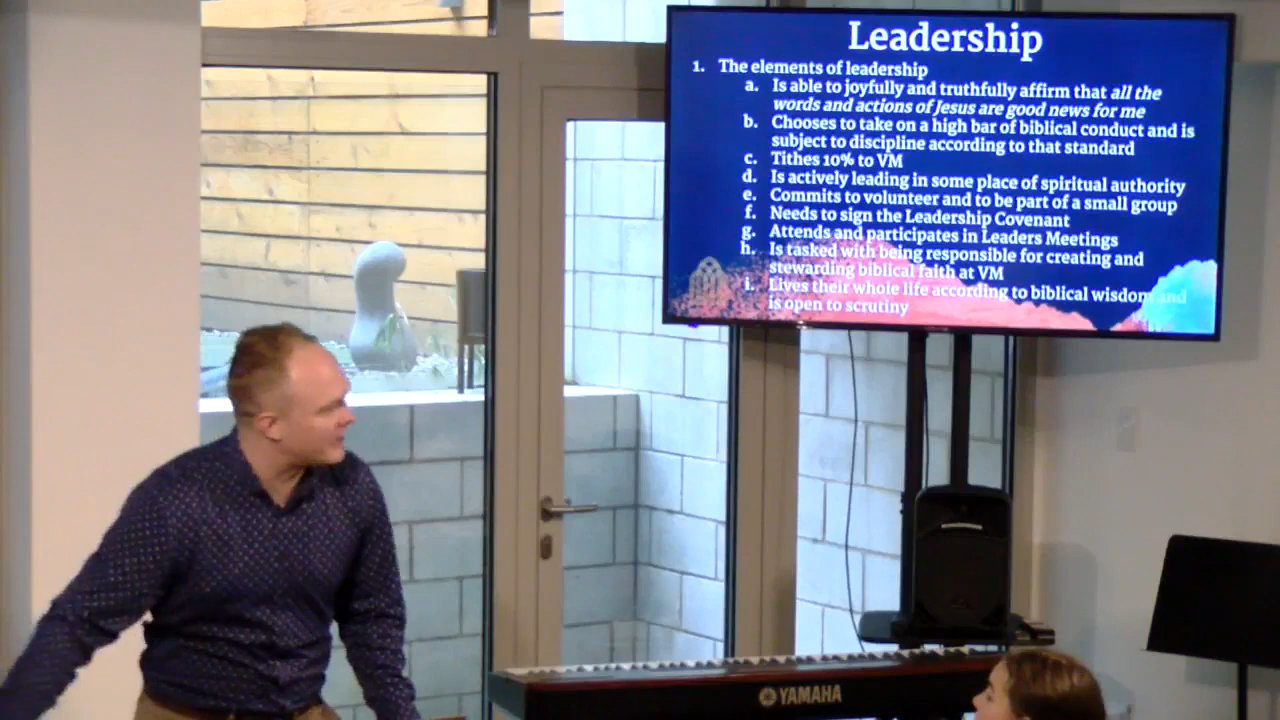 Leadership
1. The elements of leadership
a. Is able to joyfully and truthfully affirm that all the
words and actions of Jesus are good news for me
b. Chooses to take on a high bar of biblical conduct and is
subject to discipline according to that standard
c. Tithes 10% to VM
d. Is actively leading in some place of spiritual authority
e. Commits to volunteer and to be part of a small group
f. Needs to sign the Leadership Covenant
g. Attends and participates in Leaders Meetings
h. Is tasked with being responsible for creating and
stewarding biblical faith at VM
i. Lives their whole life according to biblical wisdom and
is open to scrutiny
YAMAHA